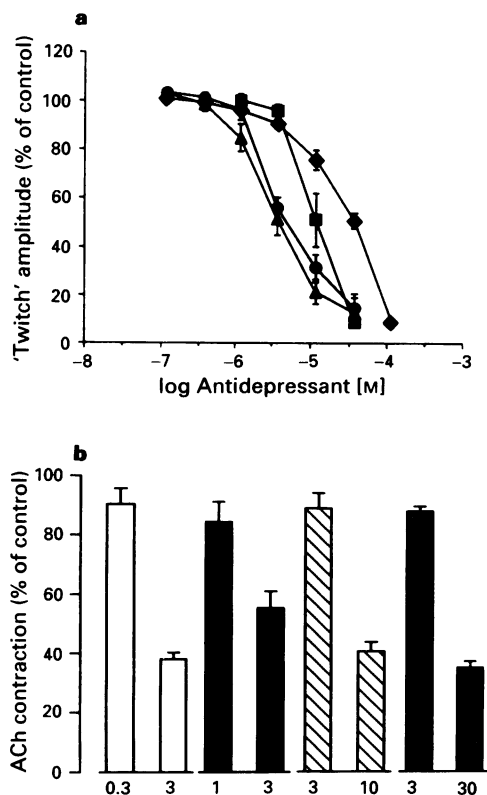 a
'Twitch' amplitude (% of control)
120
100
80
60
40
20
0
−8 −7 −6 −5 −4 −3
log Antidepressant [M]
b
ACh contraction (% of control)
100
80
60
40
20
0
0.3 3 1 3 3 10 3 30